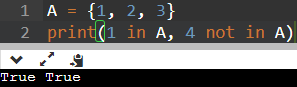 1 A = {1, 2, 3}
2 print(1 in A, 4 not in A)
True True